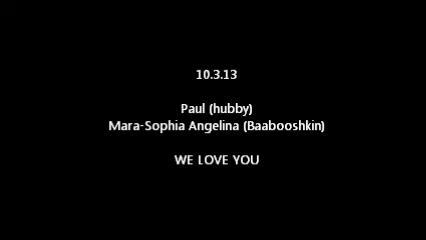 10.3.13
Paul (hubby)
Mara-Sophia Angelina (Baabooshkin)
WE LOVE YOU